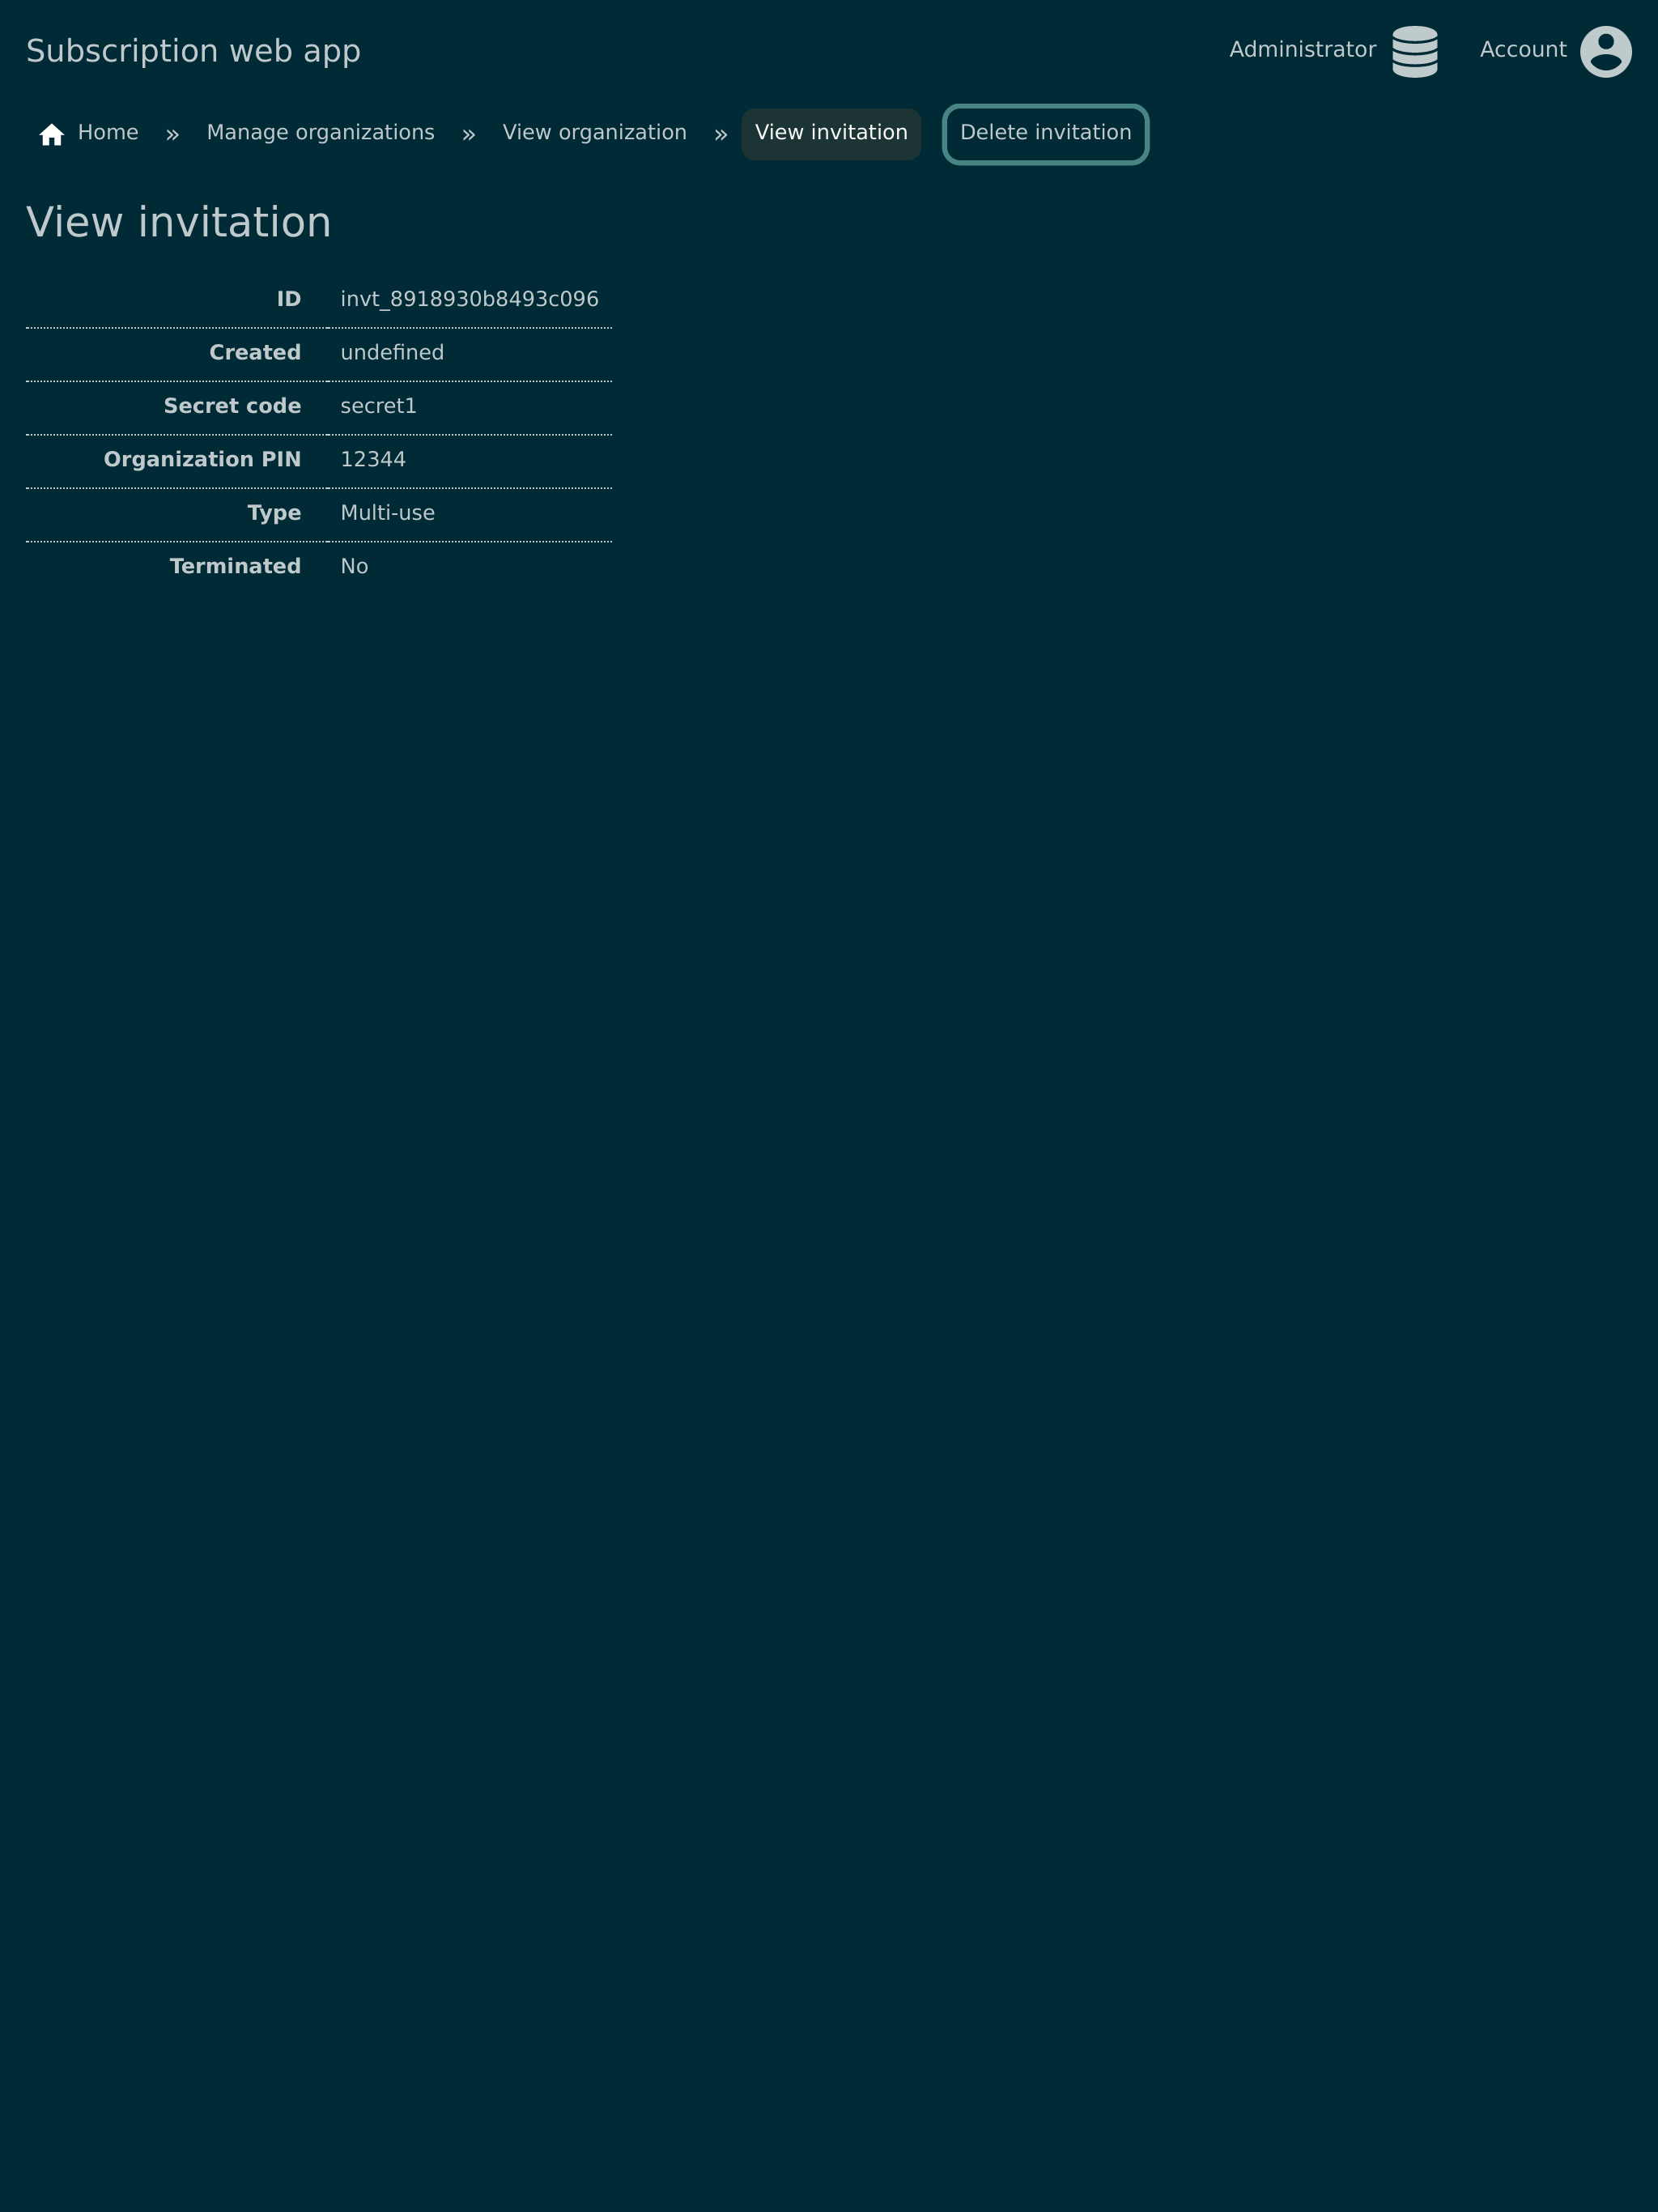 Subscription web app Administrator Account
Home » Manage organizations » View organization » View invitation Delete invitation
View invitation
ID invt_8918930b8493c096
Created undefined
Secret code secret1
Organization PIN 12344
Type Multi-use
Terminated No